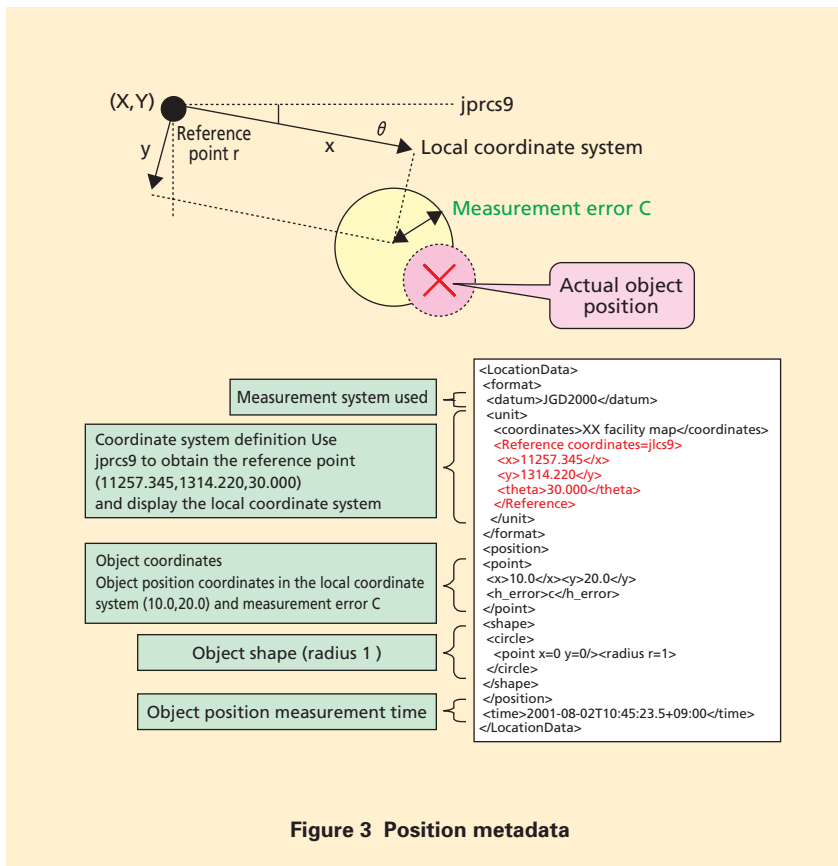 (X,Y)
jprcs9
Reference
point r
θ
x
y
Local coordinate system
Measurement error C
Actual object
position
Measurement system used
Coordinate system definition Use
jprcs9 to obtain the reference point
(11257.345,1314.220,30.000)
and display the local coordinate system
Object coordinates
Object position coordinates in the local coordinate
system (10.0,20.0) and measurement error C
Object shape (radius 1 )
Object position measurement time
<LocationData>
<format>
<datum>JGD2000</datum>
<unit>
<coordinates>XX facility map</coordinates>
<Reference coordinates=jlcs9>
<x>11257.345</x>
<y>1314.220</y>
<theta>30.000</theta>
</Reference>
</unit>
</format>
<position>
<point>
<x>10.0</x><y>20.0</y>
<h_error>c</h_error>
</point>
<shape>
<circle>
<point x=0 y=0/><radius r=1>
</circle>
</shape>
</position>
<time>2001-08-02T10:45:23.5+09:00</time>
</LocationData>
Figure 3 Position metadata